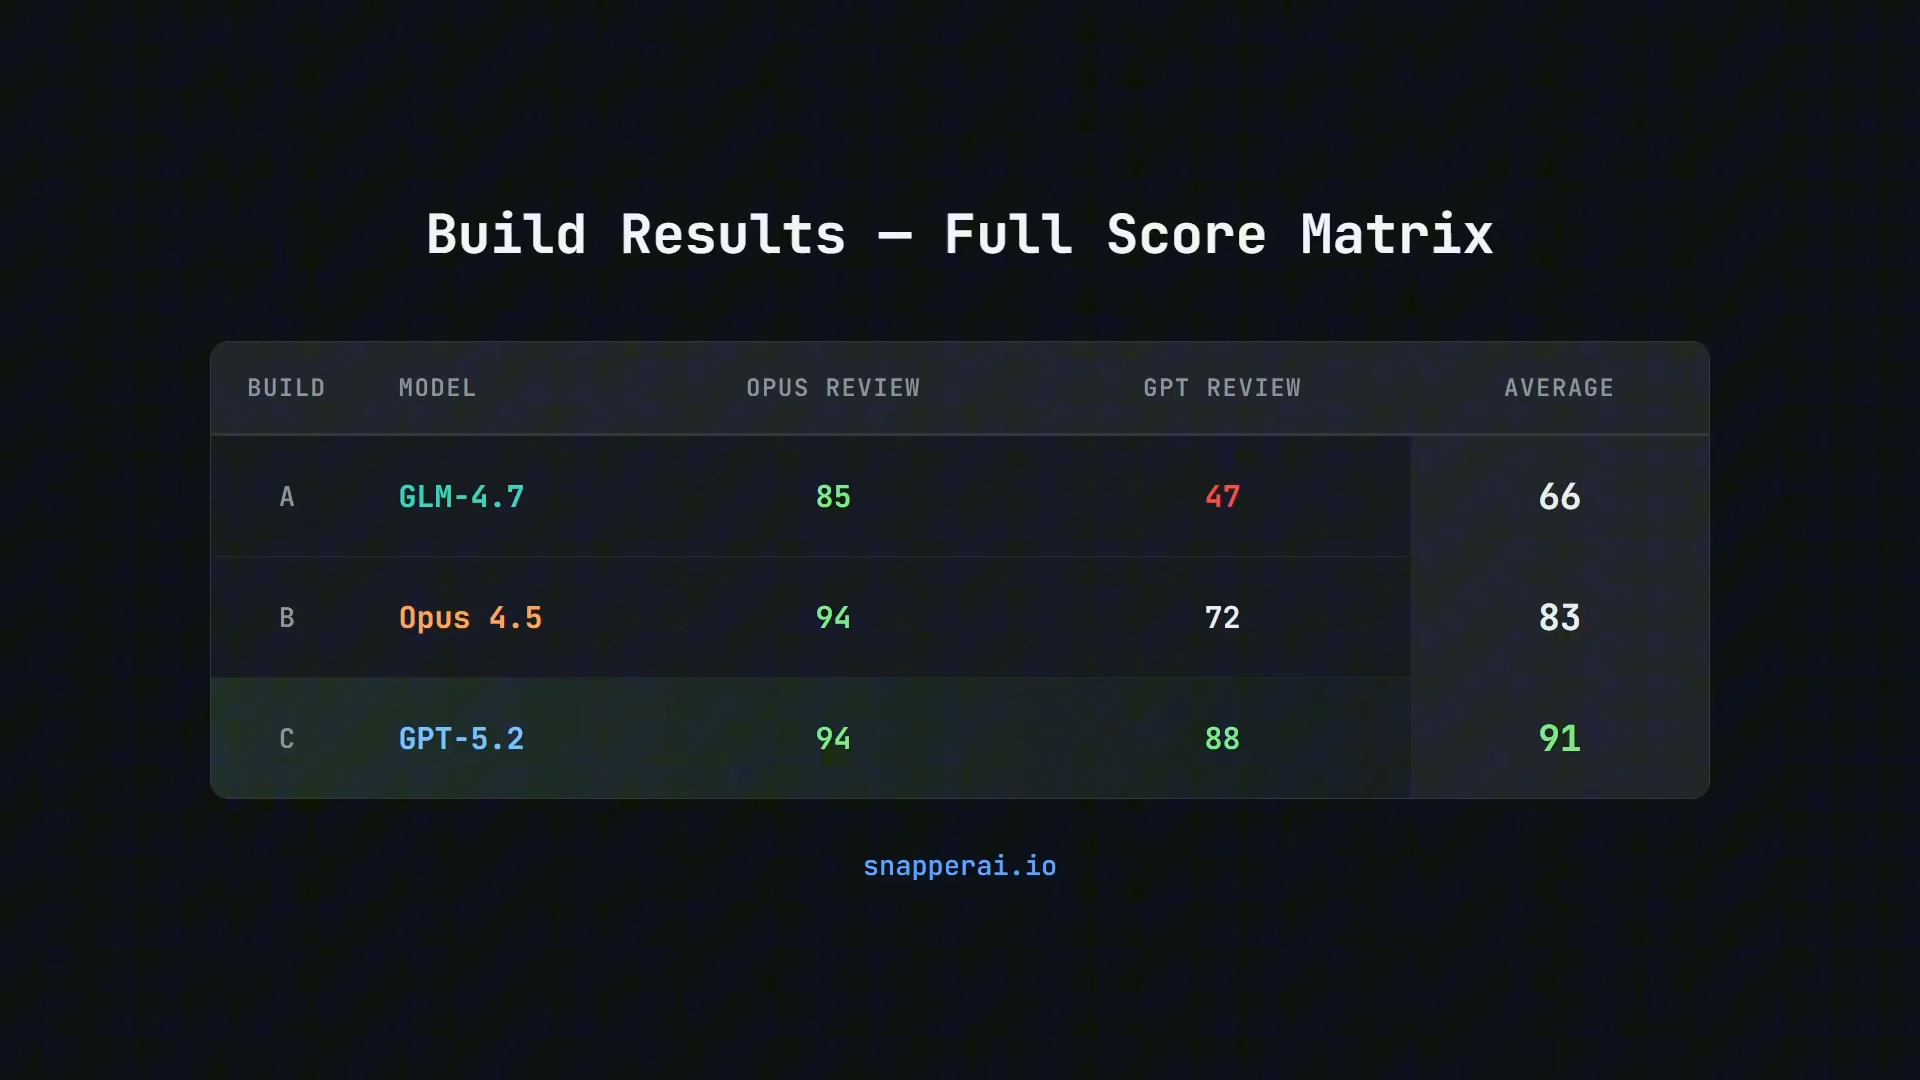 Build Results — Full Score Matrix
BUILD MODEL OPUS REVIEW GPT REVIEW AVERAGE
A GLM-4.7 85 47 66
B Opus 4.5 94 72 83
C GPT-5.2 94 88 91
snapperai.io